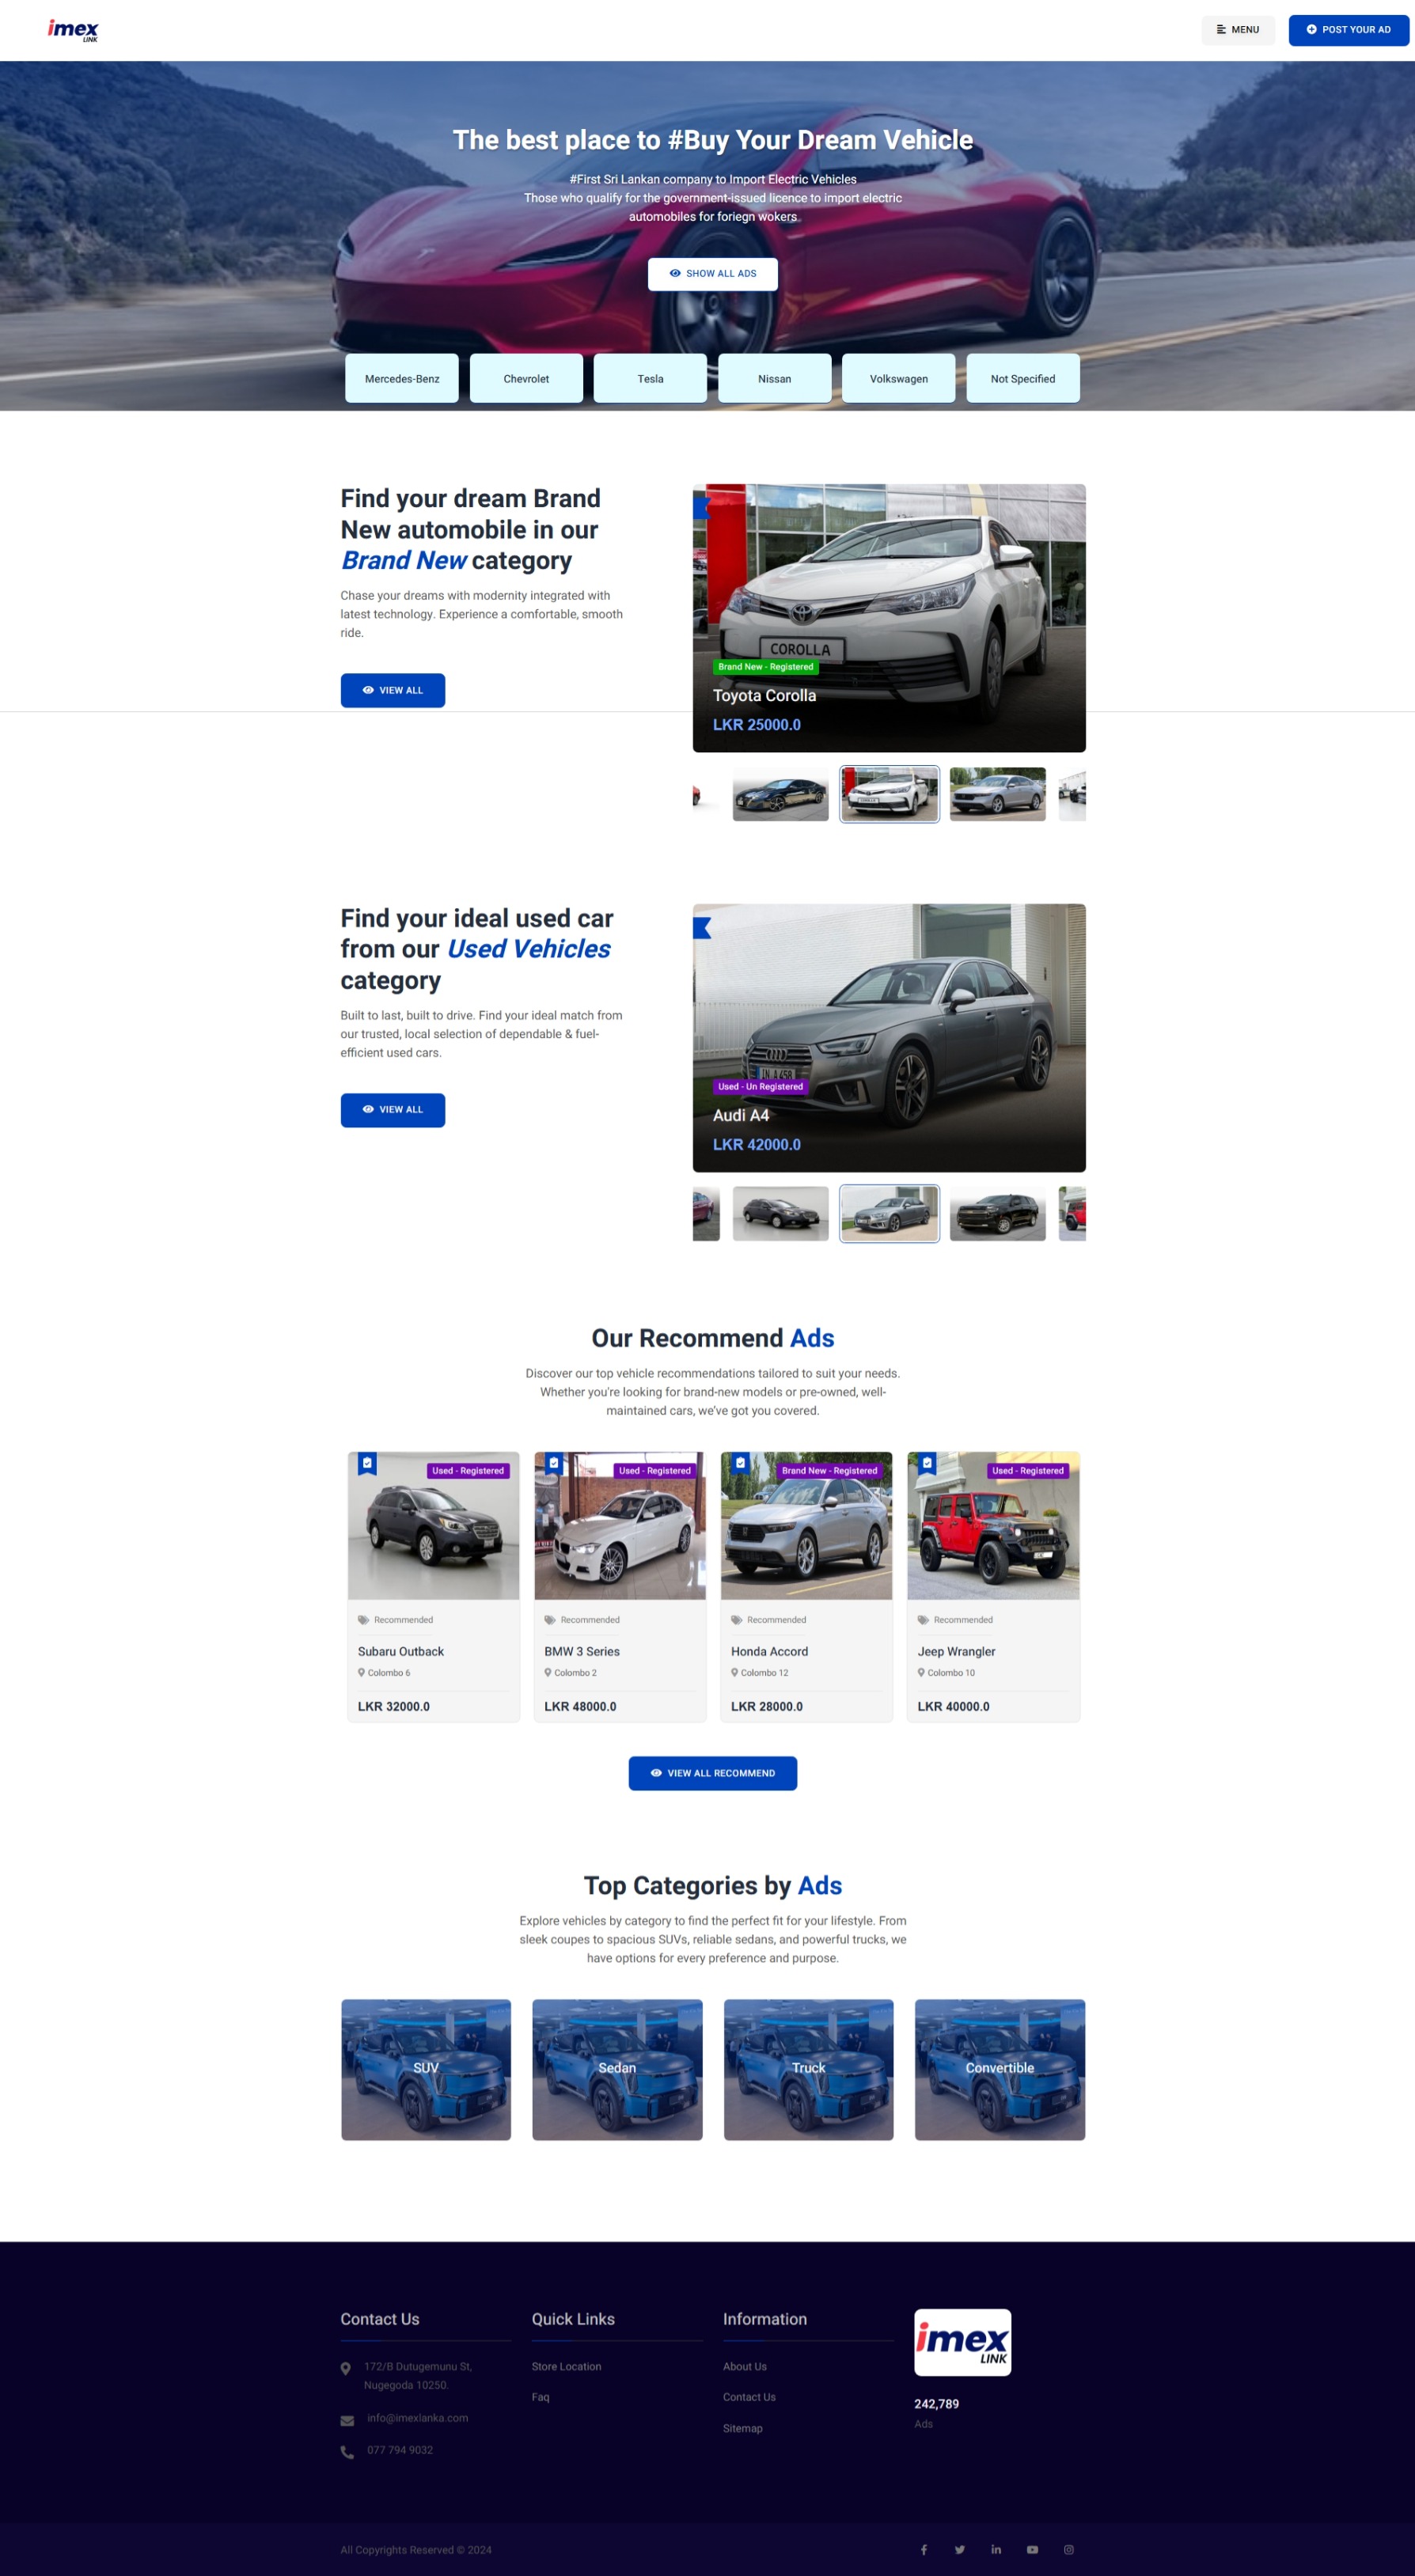 imex
LINK
MENU
POST YOUR AD
The best place to #Buy Your Dream Vehicle
#First Sri Lankan company to Import Electric Vehicles
Those who qualify for the government-issued licence to import electric
automobiles for foriegn wokers
SHOW ALL ADS
Mercedes-Benz
Chevrolet
Tesla
Nissan
Volkswagen
Not Specified
Find your dream Brand
New automobile in our
Brand New category
Chase your dreams with modernity integrated with
latest technology. Experience a comfortable, smooth
ride.
VIEW ALL
COROLLA
Brand New - Registered
Toyota Corolla
LKR 25000.0
Find your ideal used car
from our Used Vehicles
category
Built to last, built to drive. Find your ideal match from
our trusted, local selection of dependable & fuel-
efficient used cars.
VIEW ALL
IN A 458
Used - Un Registered
Audi A4
LKR 42000.0
Our Recommend Ads
Discover our top vehicle recommendations tailored to suit your needs.
Whether you're looking for brand-new models or pre-owned, well-
maintained cars, we've got you covered.
Used - Registered
Recommended
Subaru Outback
Colombo 6
LKR 32000.0
Used - Registered
Recommended
BMW 3 Series
Colombo 2
LKR 48000.0
Brand New - Registered
Recommended
Honda Accord
Colombo 12
LKR 28000.0
Used - Registered
Recommended
Jeep Wrangler
Colombo 10
LKR 40000.0
VIEW ALL RECOMMEND
Top Categories by Ads
Explore vehicles by category to find the perfect fit for your lifestyle. From
sleek coupes to spacious SUVs, reliable sedans, and powerful trucks, we
have options for every preference and purpose.
SUV
Sedan
Truck
Convertible
Contact Us
172/B Dutugemunu St,
Nugegoda 10250.
info@imexlanka.com
077 794 9032
Quick Links
Store Location
Faq
Information
About Us
Contact Us
Sitemap
imex
LINK
242,789
Ads
All Copyrights Reserved © 2024